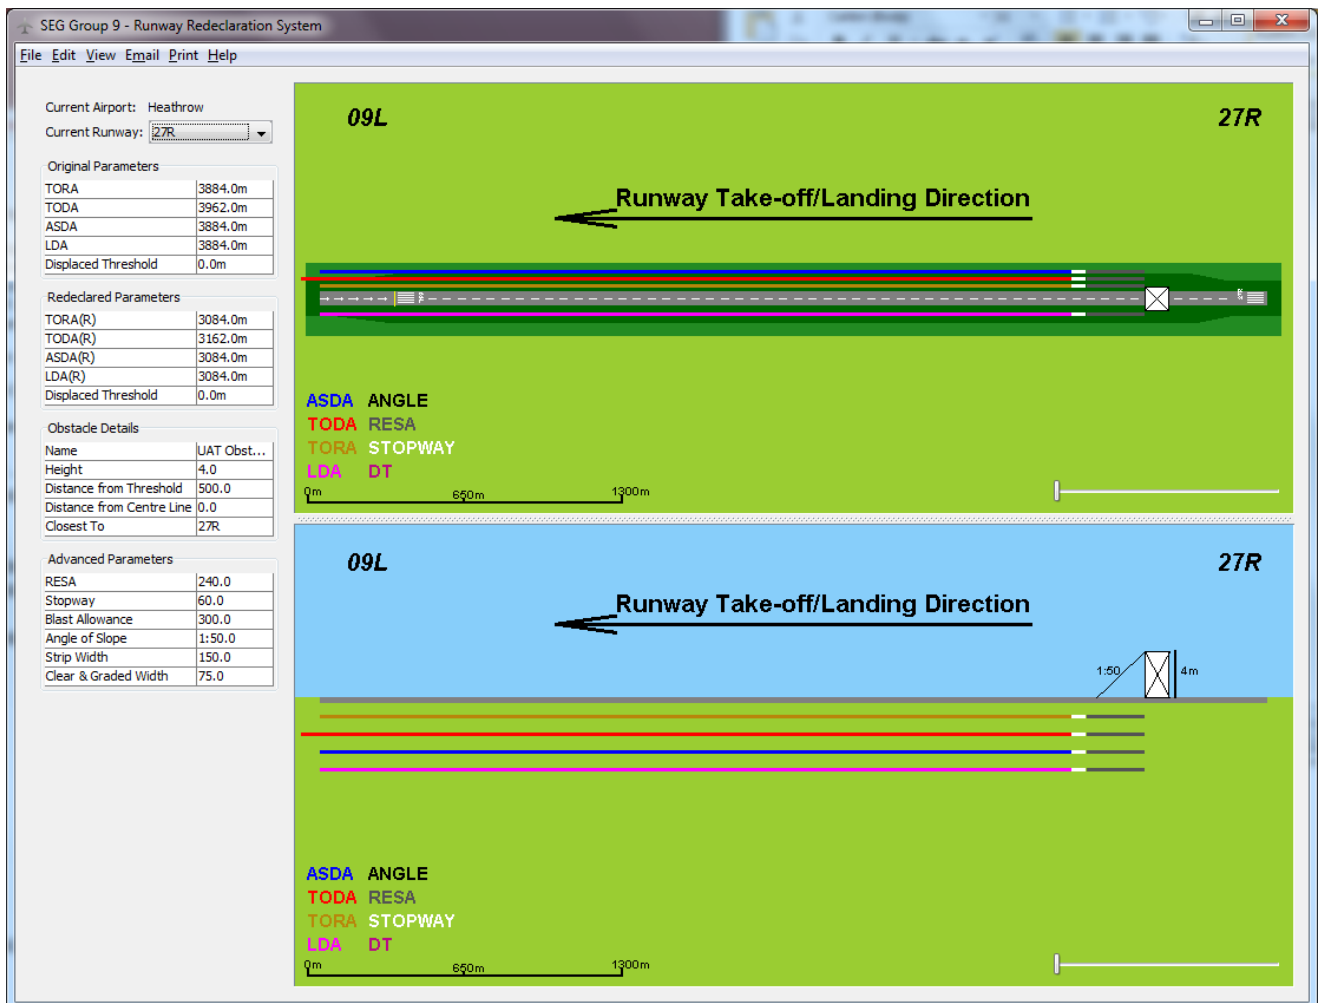 SEG Group 9 - Runway Redeclaration System
File Edit View Email Print Help
Current Airport: Heathrow
Current Runway: 27R
Original Parameters
TORA 3884.0m
TODA 3962.0m
ASDA 3884.0m
LDA 3884.0m
Displaced Threshold 0.0m
Redeclared Parameters
TORA(R) 3084.0m
TODA(R) 3162.0m
ASDA(R) 3084.0m
LDA(R) 3084.0m
Displaced Threshold 0.0m
Obstacle Details
Name UAT Obst...
Height 4.0
Distance from Threshold 500.0
Distance from Centre Line 0.0
Closest To 27R
Advanced Parameters
RESA 240.0
Stopway 60.0
Blast Allowance 300.0
Angle of Slope 1:50.0
Strip Width 150.0
Clear & Graded Width 75.0
09L 27R
Runway Take-off/Landing Direction
ASDA ANGLE
TODA RESA
TORA STOPWAY
LDA DT
0m 650m 1300m
09L 27R
Runway Take-off/Landing Direction
1:50 4m
ASDA ANGLE
TODA RESA
TORA STOPWAY
LDA DT
0m 650m 1300m